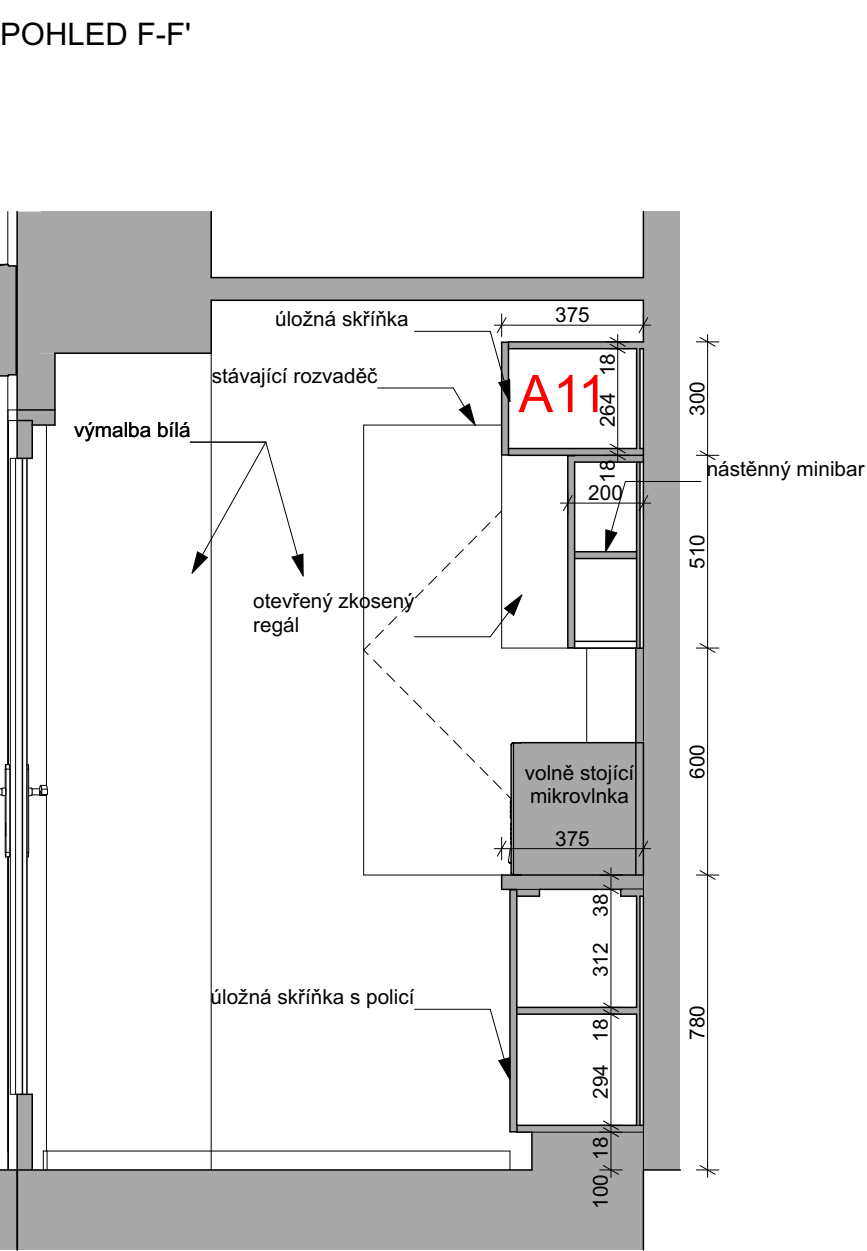 POHLED F-F'
úložná skříňka
375
stávající rozvaděč
A11
18
264
300
výmalba bílá
18
nástěnný minibar
200
510
otevřený zkosený
regál
600
volně stojící
mikrovlnka
375
38
312
úložná skříňka s policí
18
780
294
18
100